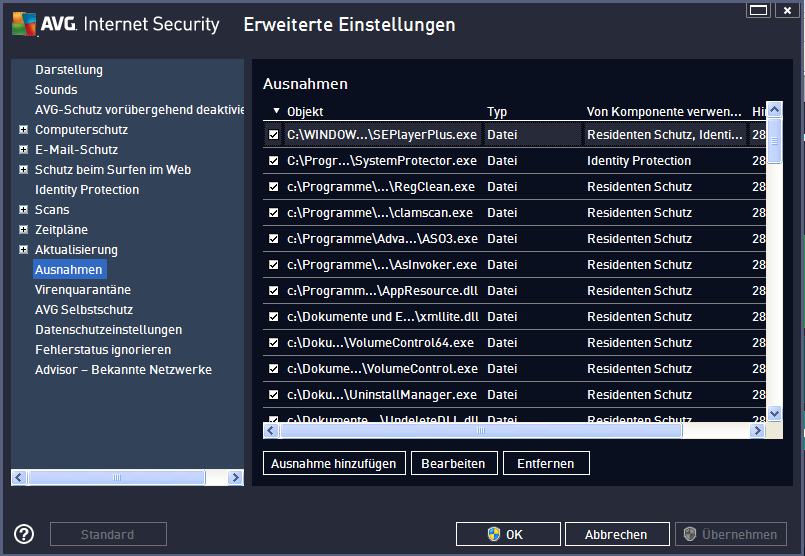 AVG. Internet Security Erweiterte Einstellungen
Darstellung
Sounds
AVG-Schutz vorübergehend deaktivie
Computerschutz
E-Mail-Schutz
Schutz beim Surfen im Web
Identity Protection
Scans
Zeitpläne
Aktualisierung
Ausnahmen
Virenquarantäne
AVG Selbstschutz
Datenschutzeinstellungen
Fehlerstatus ignorieren
Advisor – Bekannte Netzwerke
Ausnahmen
Objekt Typ Von Komponente verwen... Hin
C:\WINDOW...\SEPlayerPlus.exe Datei Residenten Schutz, Identi... 28
C:\Progr...\SystemProtector.exe Datei Identity Protection 28
c:\Programme\...\RegClean.exe Datei Residenten Schutz 28
c:\Programme\...\clamscan.exe Datei Residenten Schutz 28
c:\Programme\Adva...\ASO3.exe Datei Residenten Schutz 28
c:\Programme\...\AsInvoker.exe Datei Residenten Schutz 28
c:\Programm...\AppResource.dll Datei Residenten Schutz 28
c:\Dokumente und E...\xmllite.dll Datei Residenten Schutz 28
c:\Doku...\VolumeControl64.exe Datei Residenten Schutz 28
c:\Dokume...\VolumeControl.exe Datei Residenten Schutz 28
c:\Doku...\UninstallManager.exe Datei Residenten Schutz 28
c:\Dokumente...\UndeleteDLL.dll Datei Residenten Schutz 28
Ausnahme hinzufügen Bearbeiten Entfernen
? Standard OK Abbrechen Übernehmen